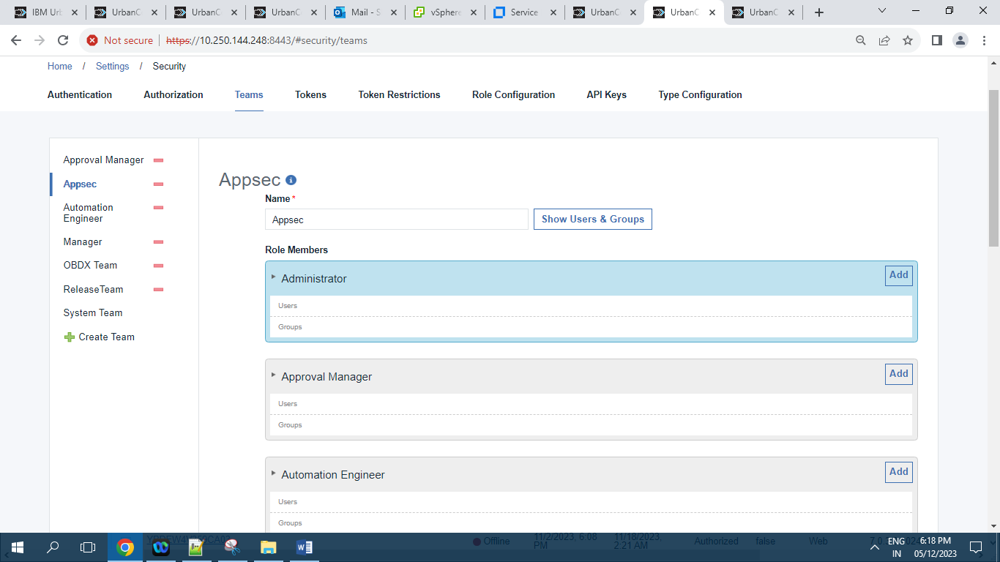 IBM Ur
UrbanC
UrbanC
UrbanC
Mail - S
vSphere
Service
UrbanC
UrbanC
UrbanC
Not secure
https://10.250.144.248:8443/#security/teams
Home / Settings / Security
Authentication Authorization Teams Tokens Token Restrictions Role Configuration API Keys Type Configuration
Approval Manager
Appsec
Automation
Engineer
Manager
OBDX Team
ReleaseTeam
System Team
Create Team
Appsec
Name *
Appsec
Show Users & Groups
Role Members
Administrator
Add
Users
Groups
Approval Manager
Add
Users
Groups
Automation Engineer
Add
Users
Groups
Offline
11/2/2023, 6:08
PM
11/18/2023,
2:21 AM
Authorized
false
Web
ENG
IN
6:18 PM
05/12/2023